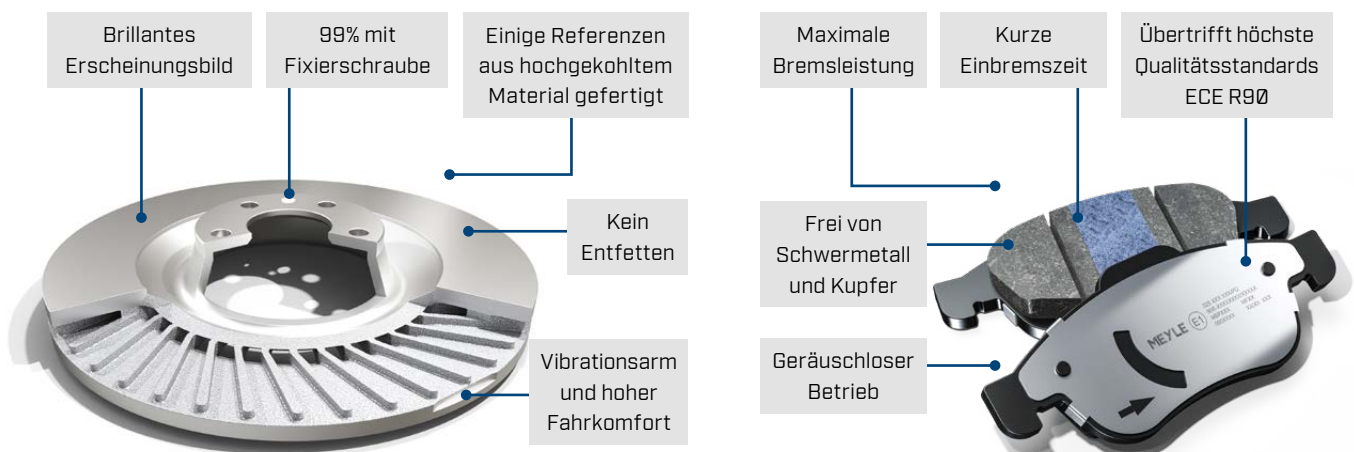 Brillantes
Erscheinungsbild
99% mit
Fixierschraube
Einige Referenzen
aus hochgekohltem
Material gefertigt
Kein
Entfetten
Vibrationsarm
und hoher
Fahrkomfort
Maximale
Bremsleistung
Kurze
Einbremszeit
Übertrifft höchste
Qualitätsstandards
ECE R90
Frei von
Schwermetall
und Kupfer
Geräuschloser
Betrieb
MEYLE E1